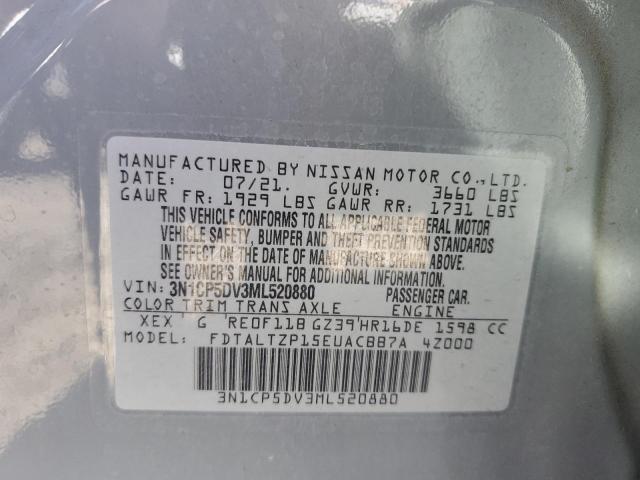 MANUFACTURED BY NISSAN MOTOR CO.,LTD.
DATE: 07/21. GVWR: 3660 LBS
GAWR FR: 1929 LBS GAWR RR: 1731 LBS
THIS VEHICLE CONFORMS TO ALL APPLICABLE FEDERAL MOTOR
VEHICLE SAFETY, BUMPER AND THEFT PREVENTION STANDARDS
IN EFFECT ON THE DATE OF MANUFACTURE SHOWN ABOVE.
SEE OWNER'S MANUAL FOR ADDITIONAL INFORMATION.
VIN: 3N1CP5DV3ML520880 PASSENGER CAR.
COLOR TRIM TRANS AXLE ENGINE
XEX G RE0F11B GZ39 HR16DE 1598 CC
MODEL: FDTALTZP15EUACBB7A 4Z000
3N1CP5DV3ML520880